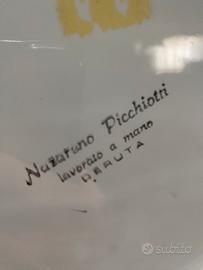 Nazareno Picchiotti
lavorato a mano
DERUTA
subito